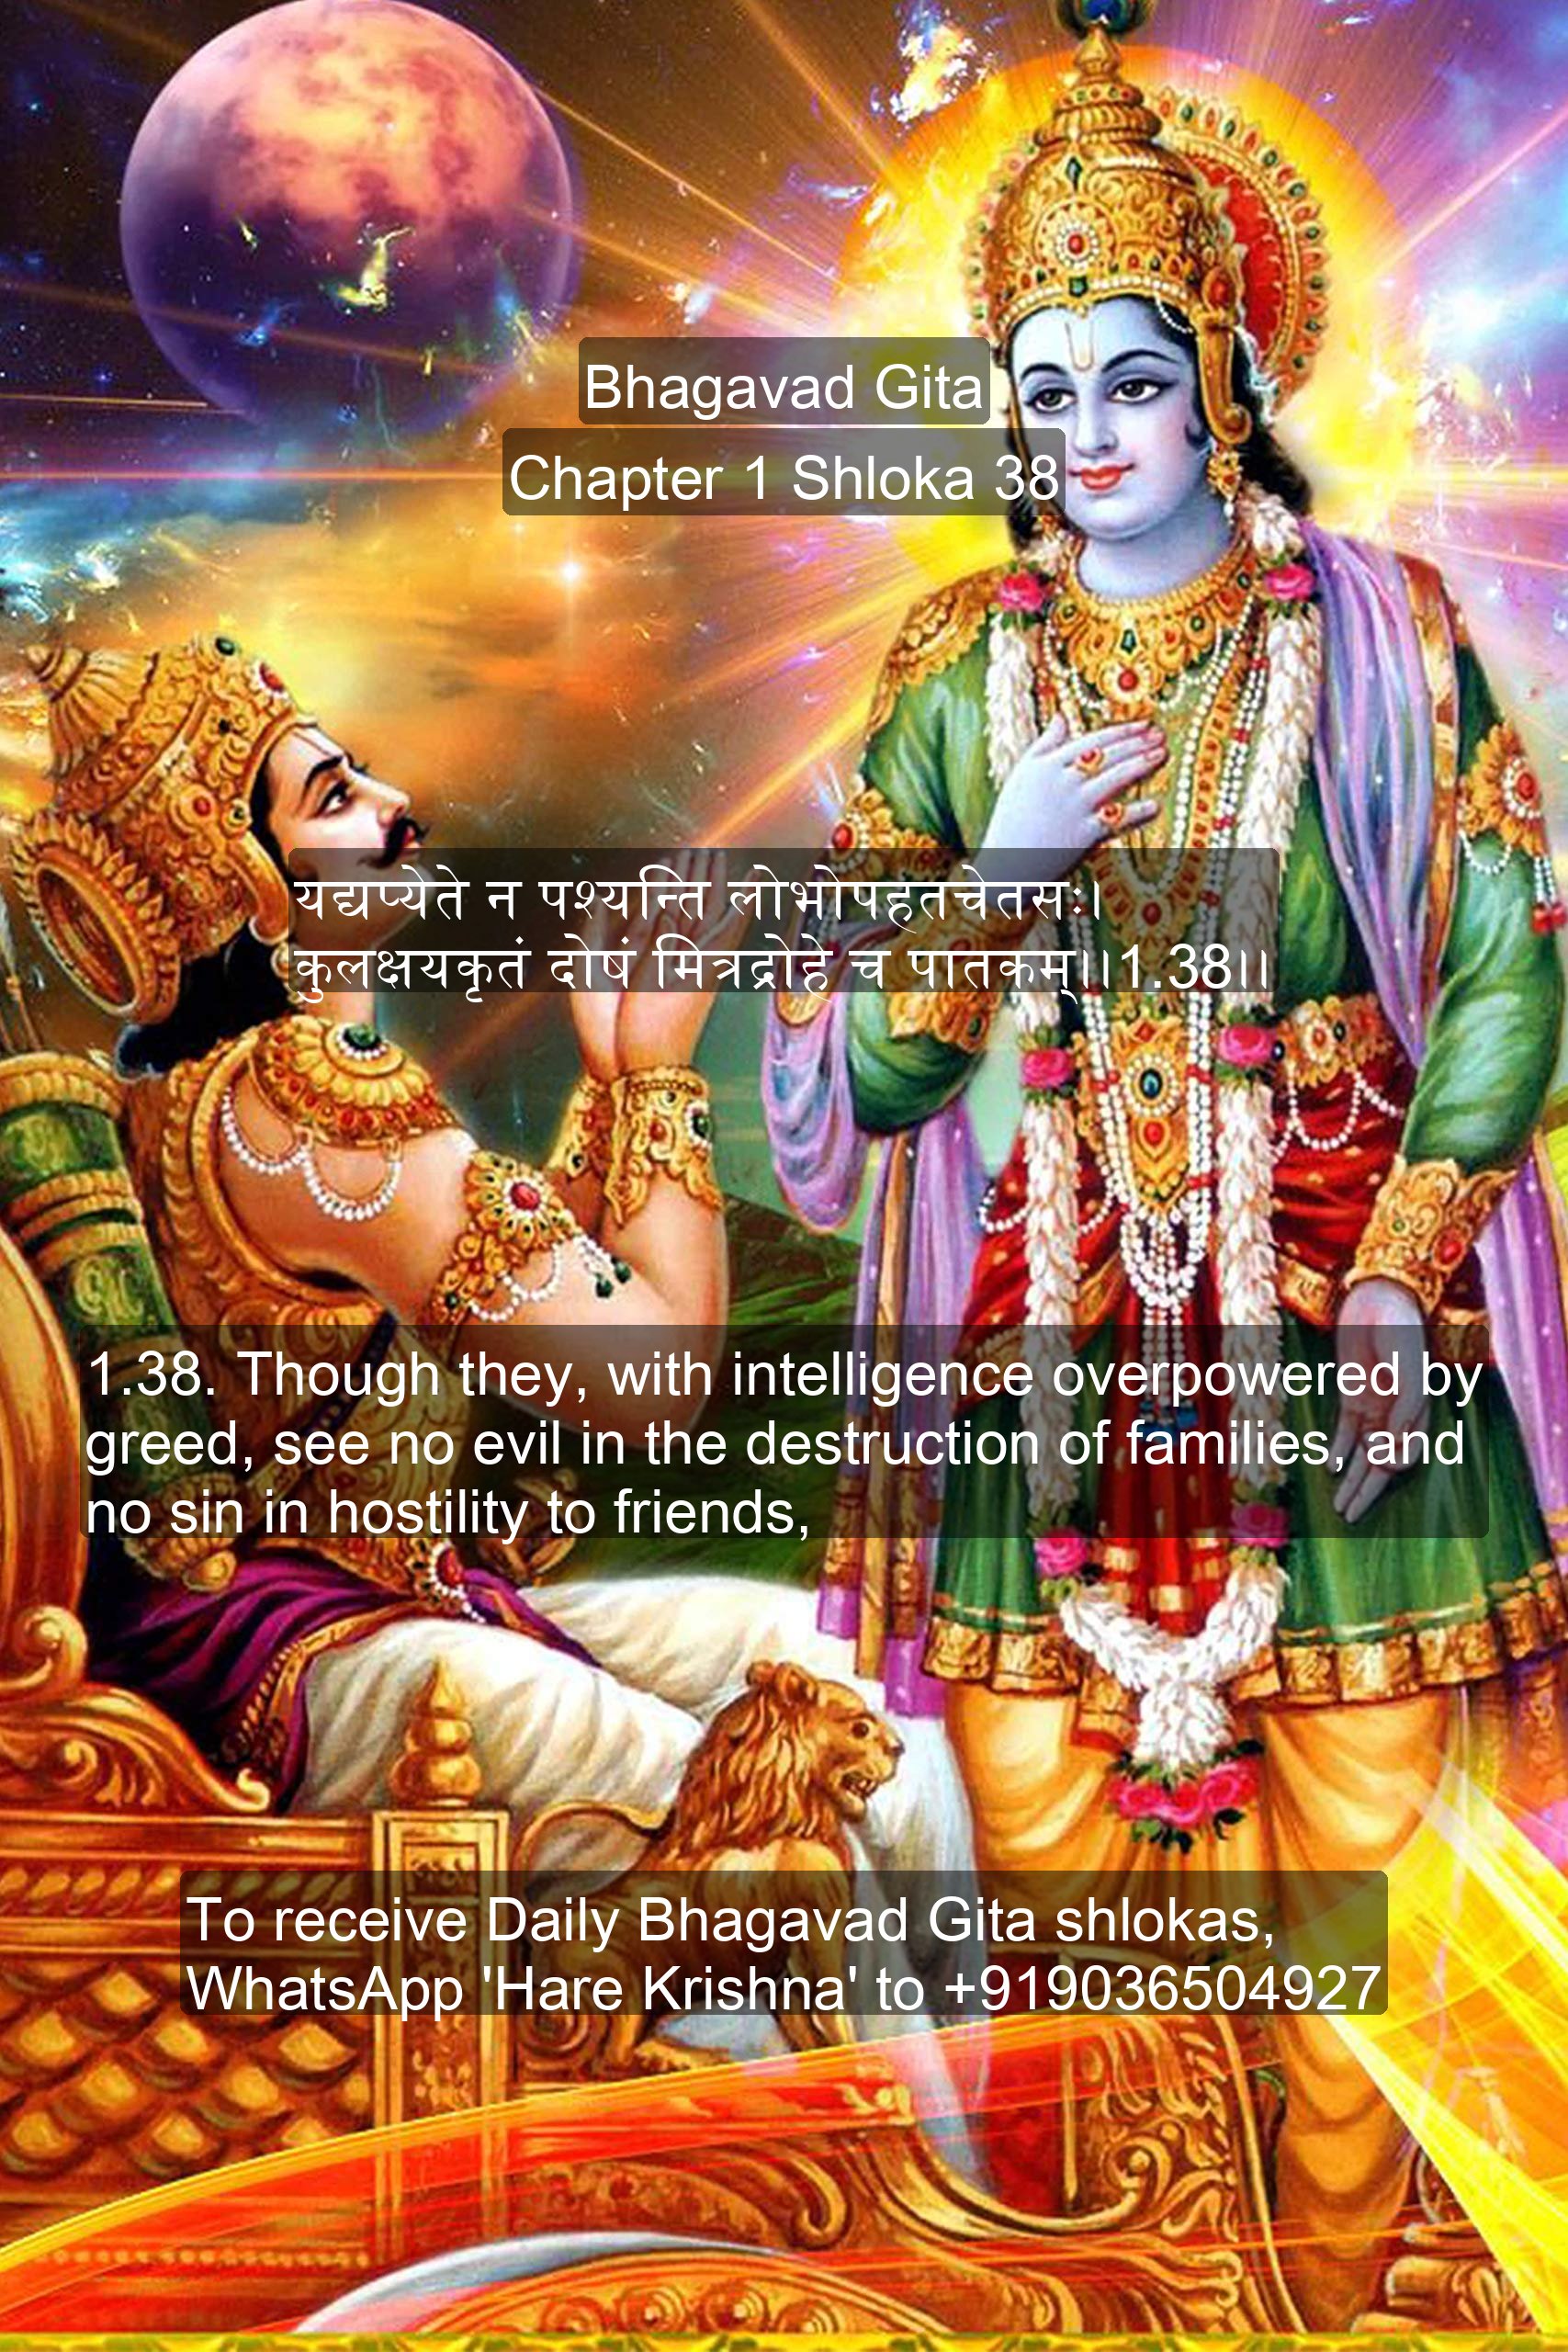 Bhagavad Gita
Chapter 1 Shloka 38
यद्यप्येते न पश्यन्ति लोभोपहतचेतसः।
कुलक्षयकृतं दोषं मित्रद्रोहे च पातकम्।।1.38।।
1.38. Though they, with intelligence overpowered by
greed, see no evil in the destruction of families, and
no sin in hostility to friends,
To receive Daily Bhagavad Gita shlokas,
WhatsApp 'Hare Krishna' to +919036504927